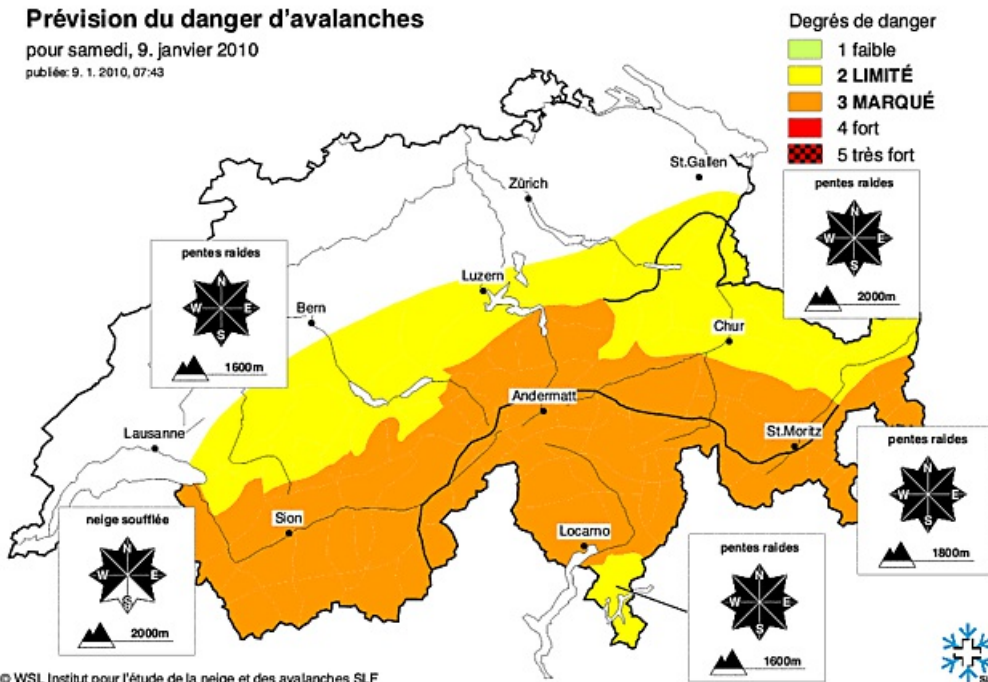 Prévision du danger d'avalanches
pour samedi, 9. janvier 2010
publiée: 9. 1. 2010, 07:43
Degrés de danger
1 faible
2 LIMITÉ
3 MARQUÉ
4 fort
5 très fort
St.Gallen
Zürich
pentes raides
N
W E
S
2000m
pentes raides
N
W E
S
1600m
Luzern
Bern
Chur
Andermatt
Lausanne
St.Moritz
pentes raides
N
W E
S
1800m
neige soufflée
N
W E
S
2000m
Sion
Locarno
pentes raides
N
W E
S
1600m
© WSL Institut pour l'étude de la neige et des avalanches SLF